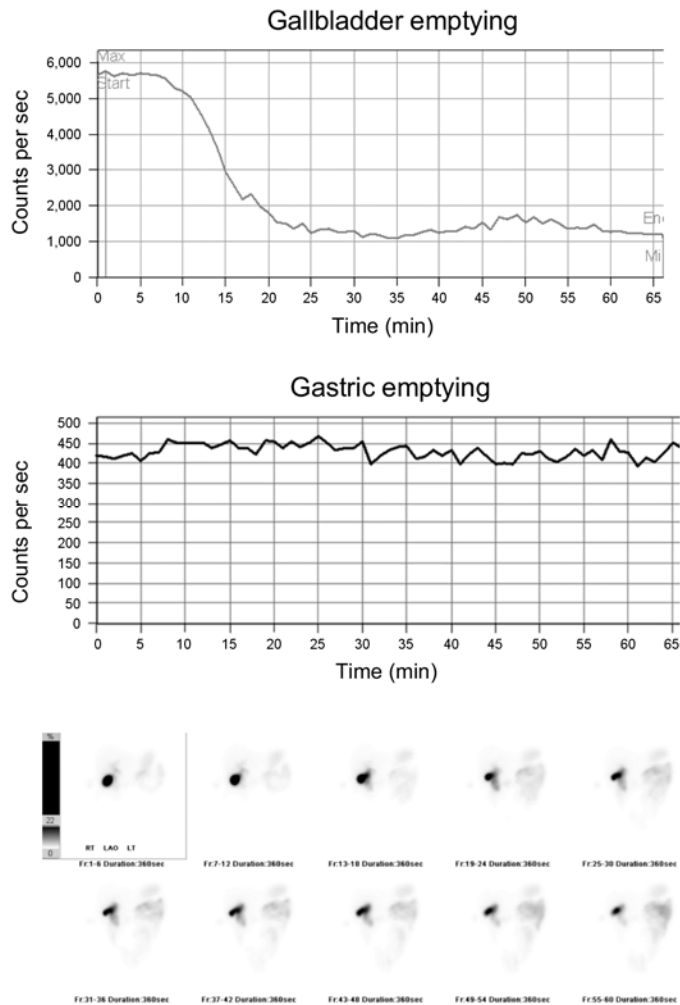 Gallbladder emptying
Max
6,000
Start
5,000
4,000
3,000
2,000
En
1,000
Mi
0
0 5 10 15 20 25 30 35 40 45 50 55 60 65
Counts per sec
Time (min)
Gastric emptying
500
450
400
350
300
250
200
150
100
50
0
0 5 10 15 20 25 30 35 40 45 50 55 60 65
Counts per sec
Time (min)
%
22
0
RT LAO LT
Fr:1-6 Duration:360sec Fr:7-12 Duration:360sec Fr:13-18 Duration:360sec Fr:19-24 Duration:360sec Fr:25-30 Duration:360sec
Fr:31-36 Duration:360sec Fr:37-42 Duration:360sec Fr:43-48 Duration:360sec Fr:49-54 Duration:360sec Fr:55-60 Duration:360sec